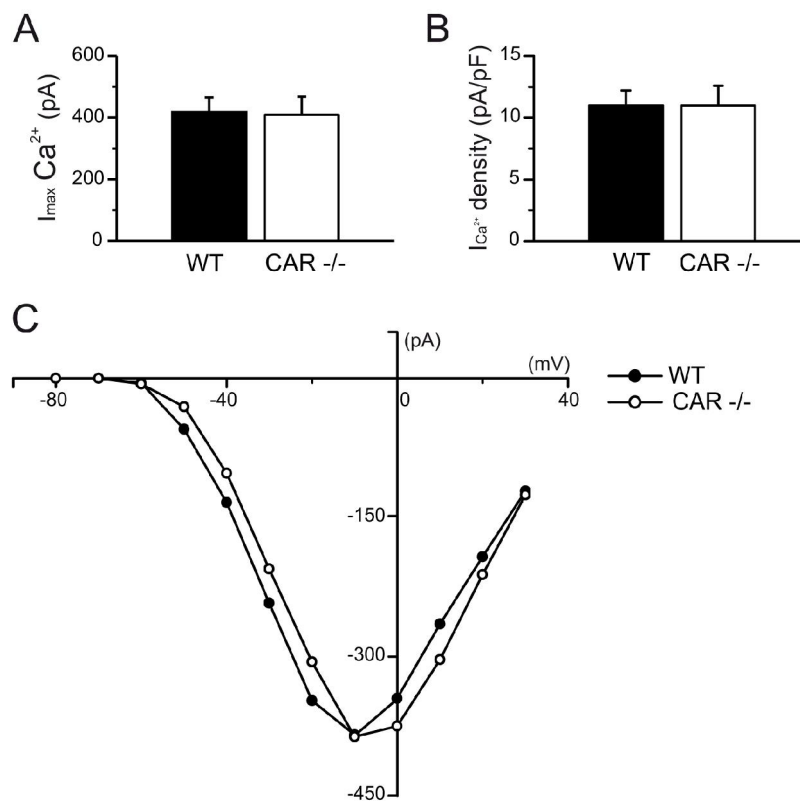 A
600
400
200
0
Imax Ca2+ (pA)
WT CAR -/-
B
15
10
5
0
ICa2+ density (pA/pF)
WT CAR -/-
C
(pA)
(mV)
-80 -40 0 40
-150
-300
-450
WT
CAR -/-